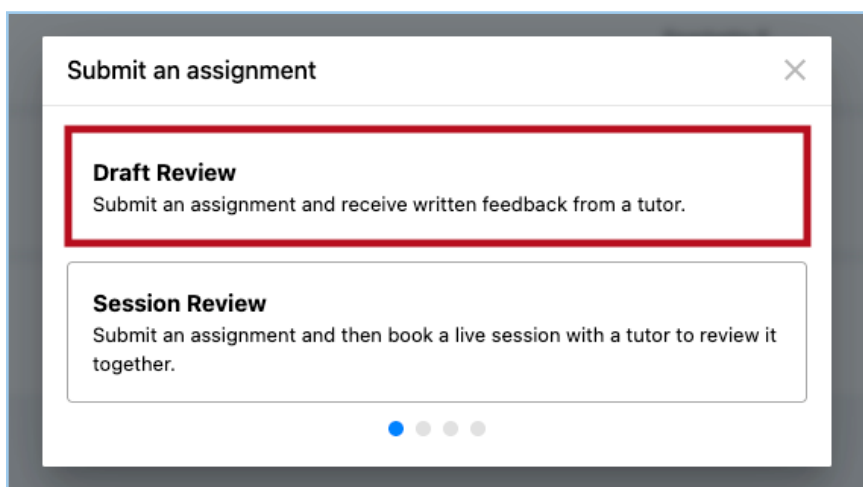 Submit an assignment
Draft Review
Submit an assignment and receive written feedback from a tutor.
Session Review
Submit an assignment and then book a live session with a tutor to review it
together.